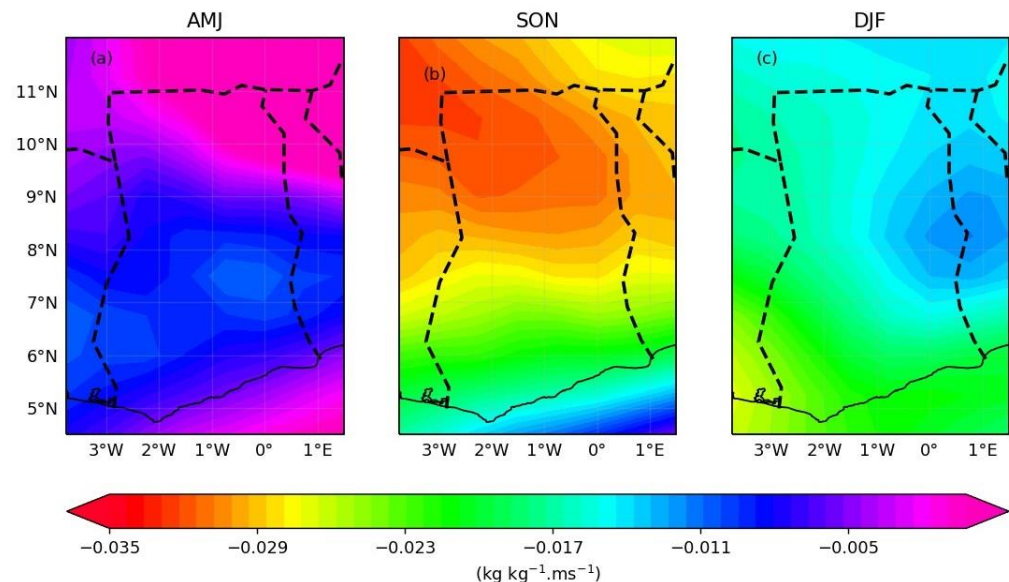 AMJ SON DJF
(a) (b) (c)
11°N
10°N
9°N
8°N
7°N
6°N
5°N
3°W 2°W 1°W 0° 1°E 3°W 2°W 1°W 0° 1°E 3°W 2°W 1°W 0° 1°E
−0.035 −0.029 −0.023 −0.017 −0.011 −0.005
(kg kg⁻¹.ms⁻¹)